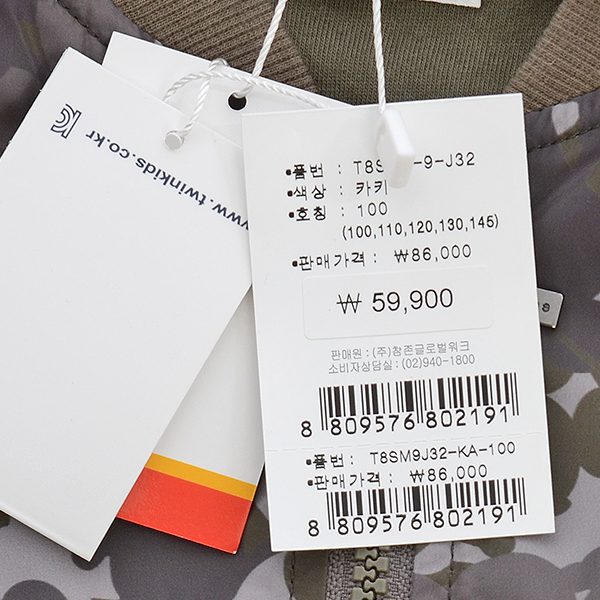 www.twinkids.co.kr
•품번 : T8S -9-J32
•색상 : 카키
•호칭 : 100
(100,110,120,130,145)
•판매가격 : ₩86,000
₩ 59,900
판매원 : (주)참존글로벌워크
소비자상담실 : (02)940-1800
8 809576 802191
•품번 : T8SM9J32-KA-100
•판매가격 : ₩86,000
8 809576 802191